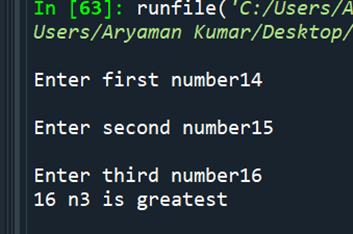 In [63]: runfile('C:/Users/A
Users/Aryaman Kumar/Desktop/
Enter first number14
Enter second number15
Enter third number16
16 n3 is greatest